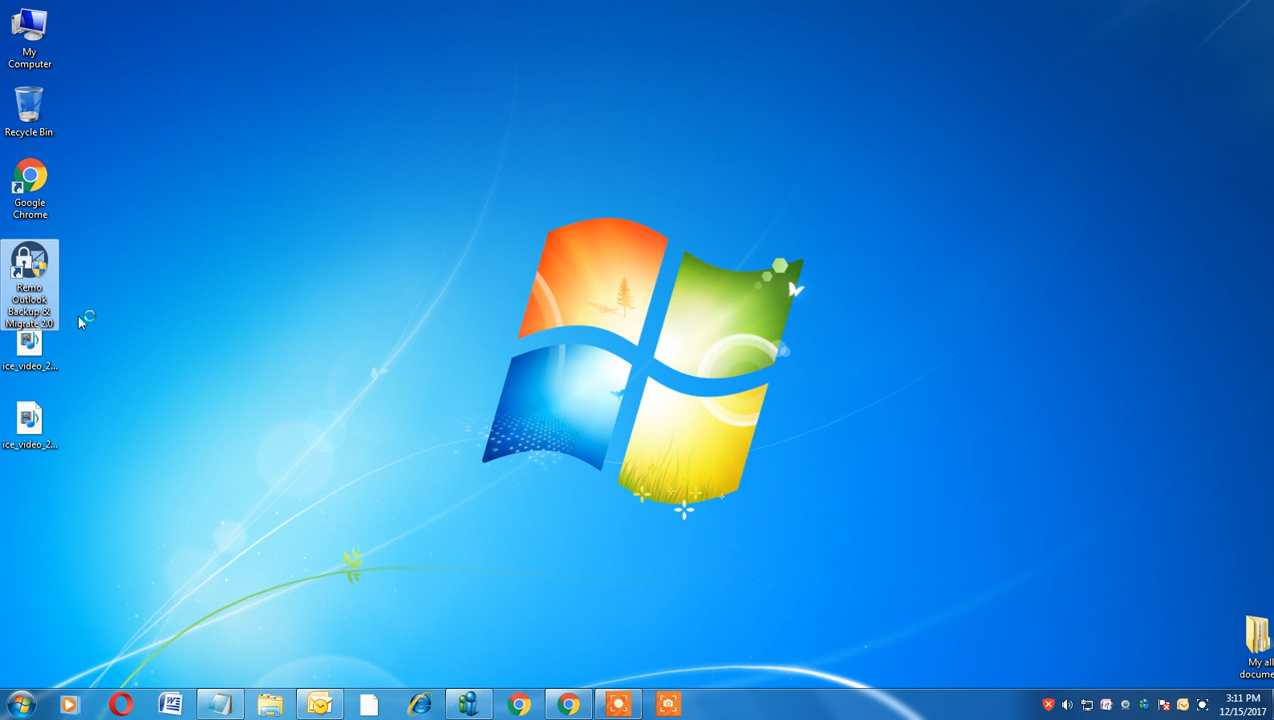 My
Computer
Recycle Bin
Google
Chrome
Remo
Outlook
Backup &
Migrate 2.0
ice_video_2...
ice_video_2...
My all
docume
3:11 PM
12/15/2017